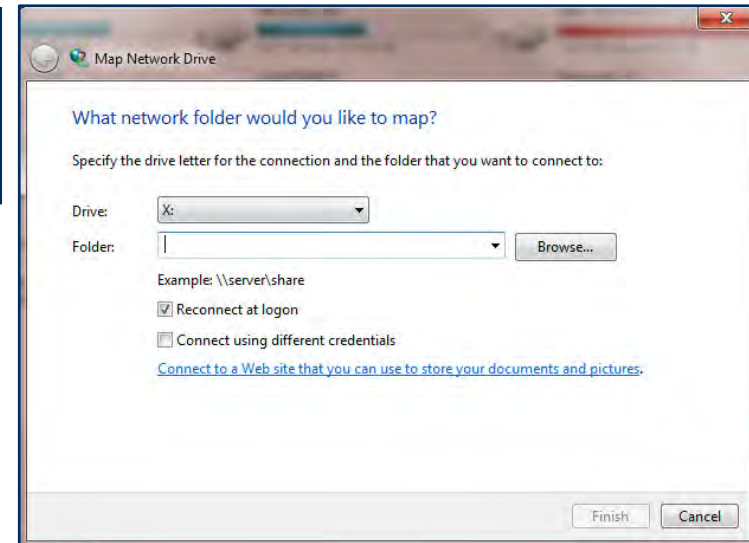 Map Network Drive
What network folder would you like to map?
Specify the drive letter for the connection and the folder that you want to connect to:
Drive: X:
Folder: Browse...
Example: \\server\share
Reconnect at logon
Connect using different credentials
Connect to a Web site that you can use to store your documents and pictures.
Finish Cancel